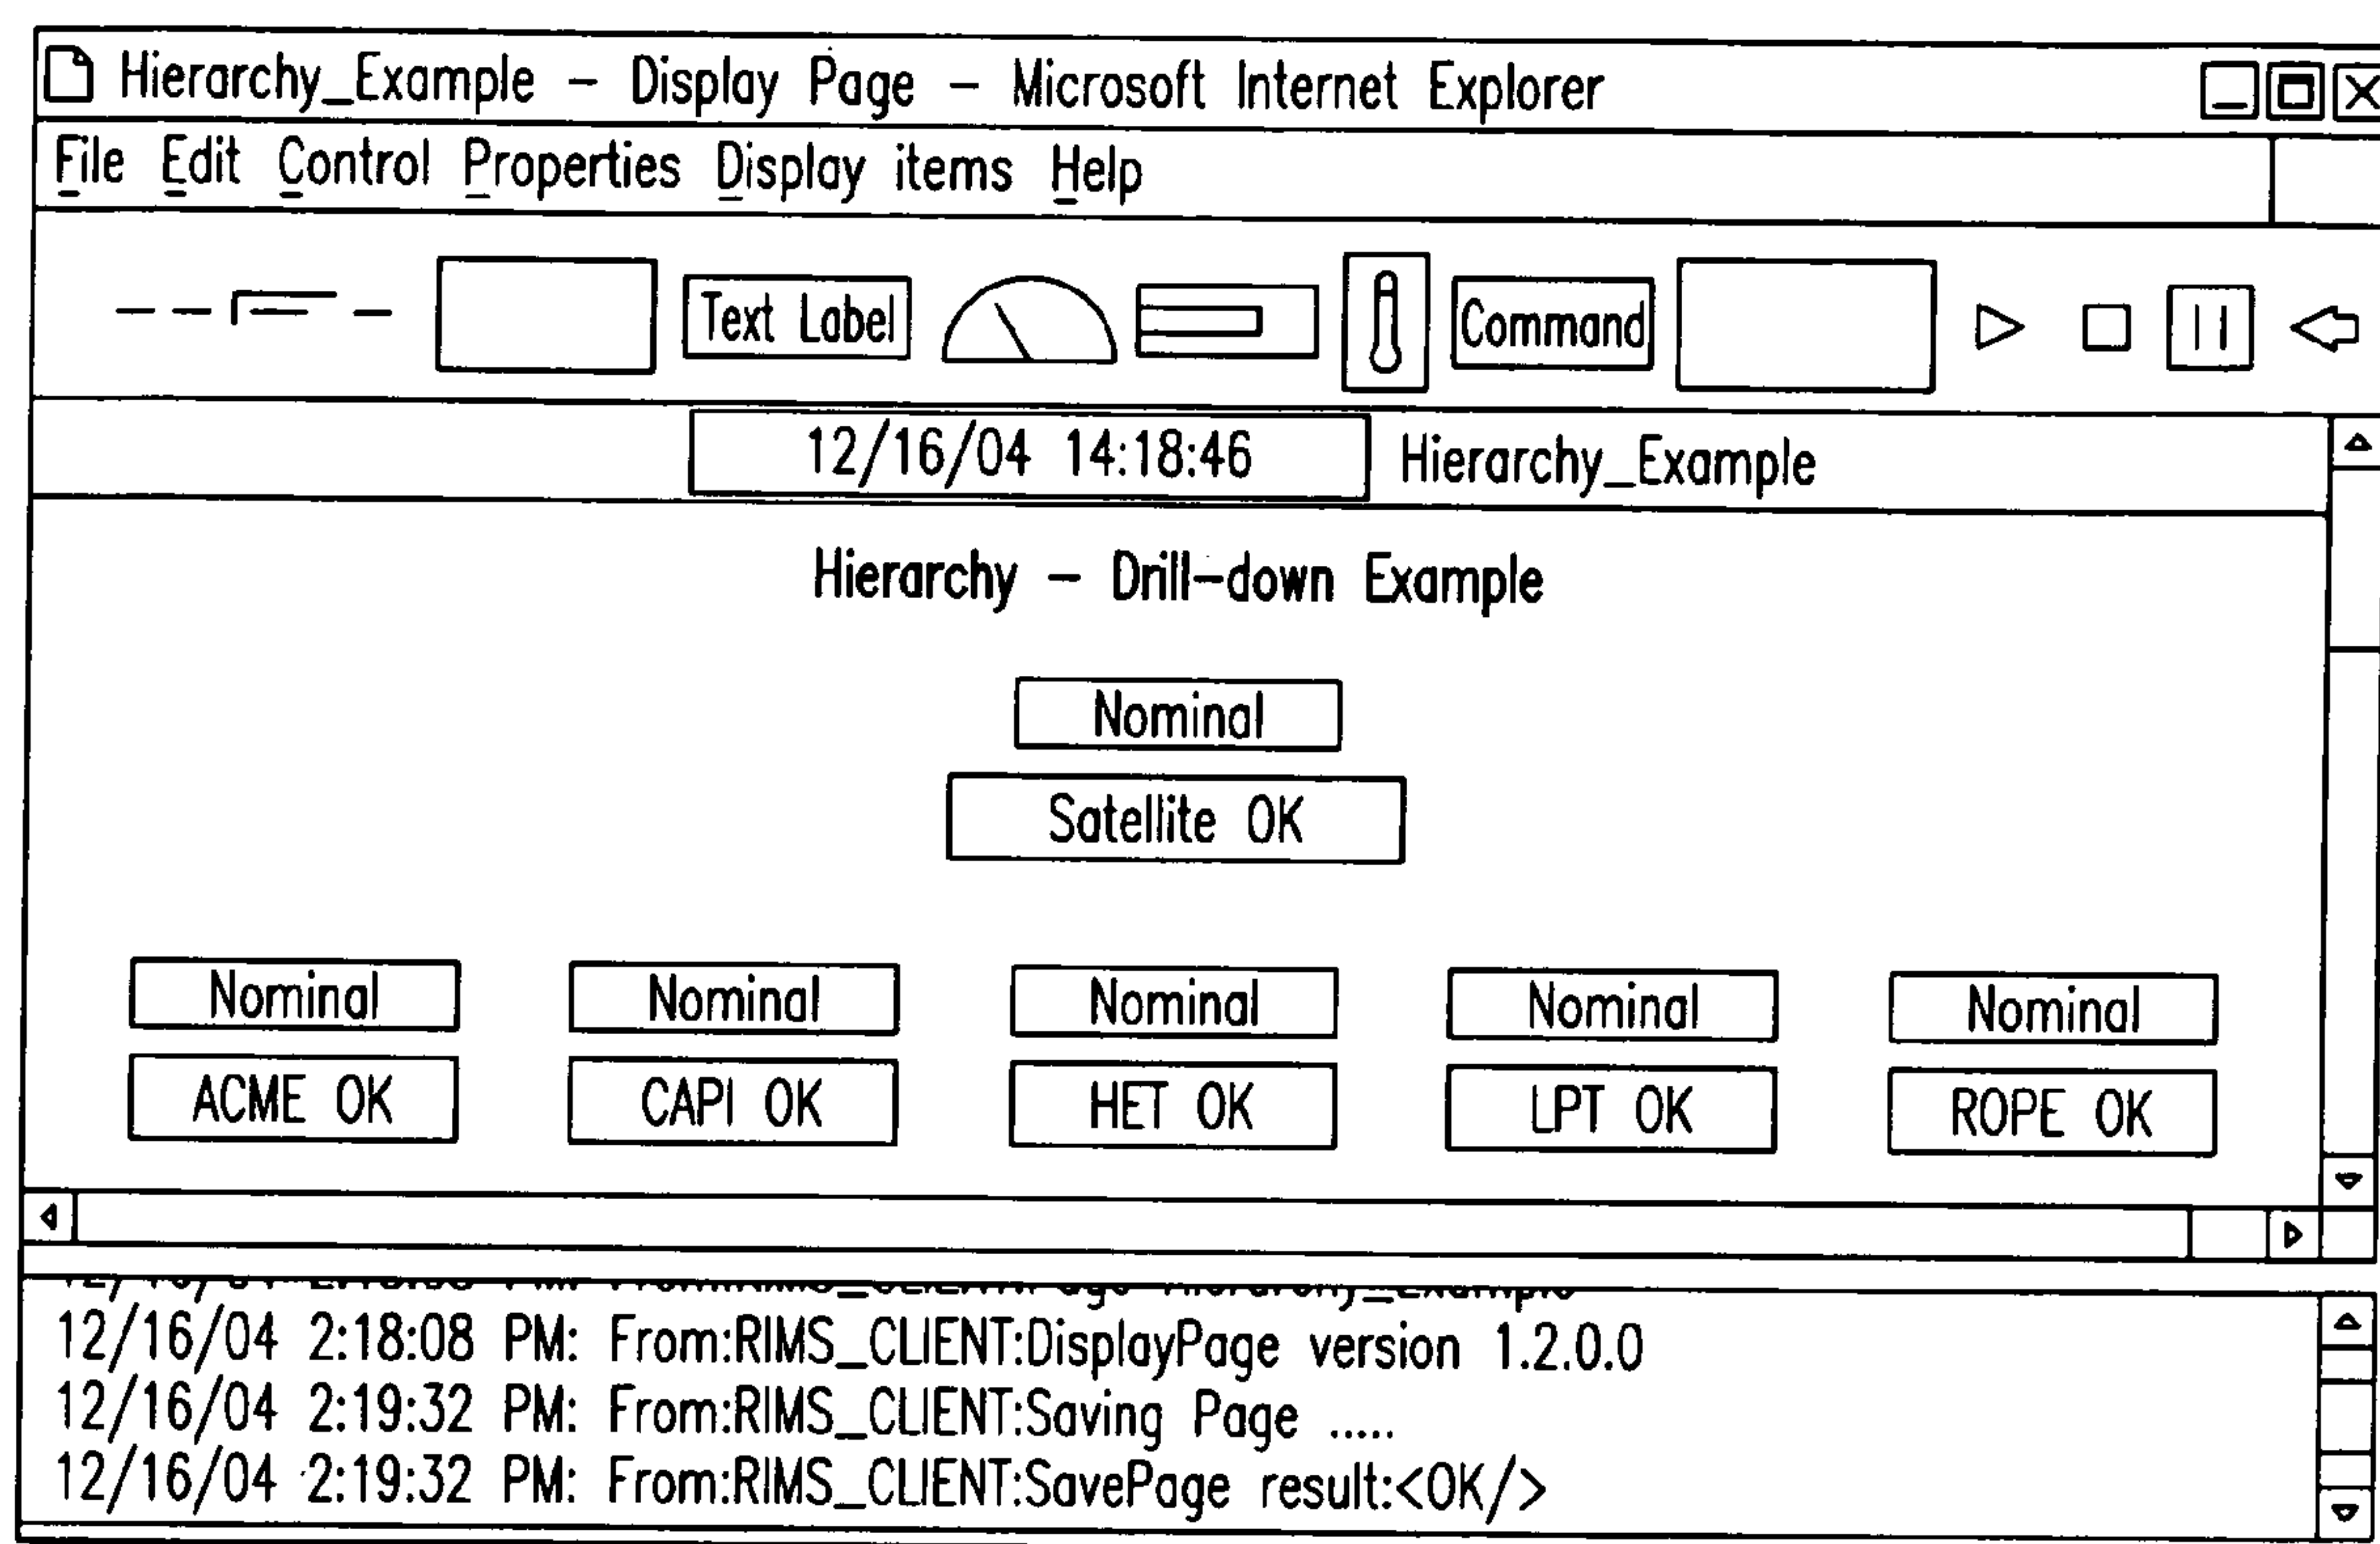 Hierarchy_Example – Display Page – Microsoft Internet Explorer
File Edit Control Properties Display items Help
Text Label Command
12/16/04 14:18:46 Hierarchy_Example
Hierarchy – Drill–down Example
Nominal
Satellite OK
Nominal Nominal Nominal Nominal Nominal
ACME OK CAPI OK HET OK LPT OK ROPE OK
12/16/04 2:18:08 PM: From:RIMS_CLIENT:DisplayPage version 1.2.0.0
12/16/04 2:19:32 PM: From:RIMS_CLIENT:Saving Page .....
12/16/04 2:19:32 PM: From:RIMS_CLIENT:SavePage result:<OK/>